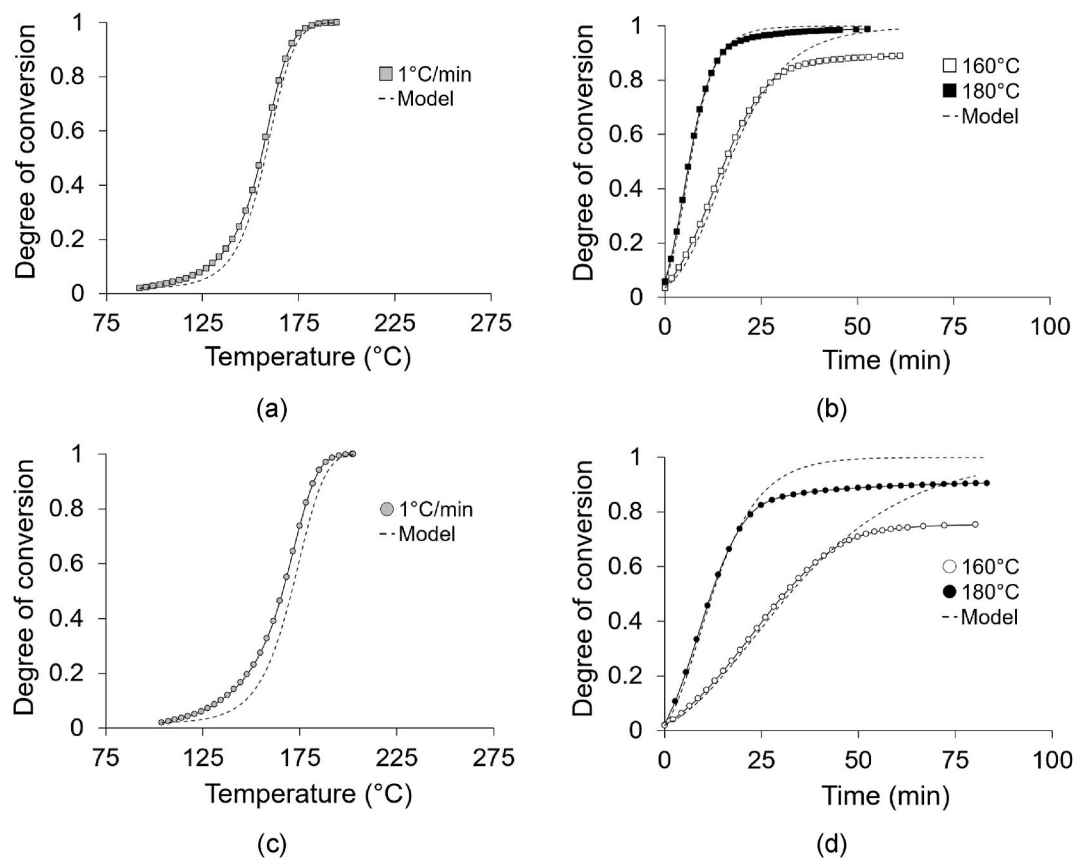 1
0.8
0.6
0.4
0.2
0
Degree of conversion
1°C/min
Model
75 125 175 225 275
Temperature (°C)
(a)
1
0.8
0.6
0.4
0.2
0
Degree of conversion
160°C
180°C
Model
0 25 50 75 100
Time (min)
(b)
1
0.8
0.6
0.4
0.2
0
Degree of conversion
1°C/min
Model
75 125 175 225 275
Temperature (°C)
(c)
1
0.8
0.6
0.4
0.2
0
Degree of conversion
160°C
180°C
Model
0 25 50 75 100
Time (min)
(d)